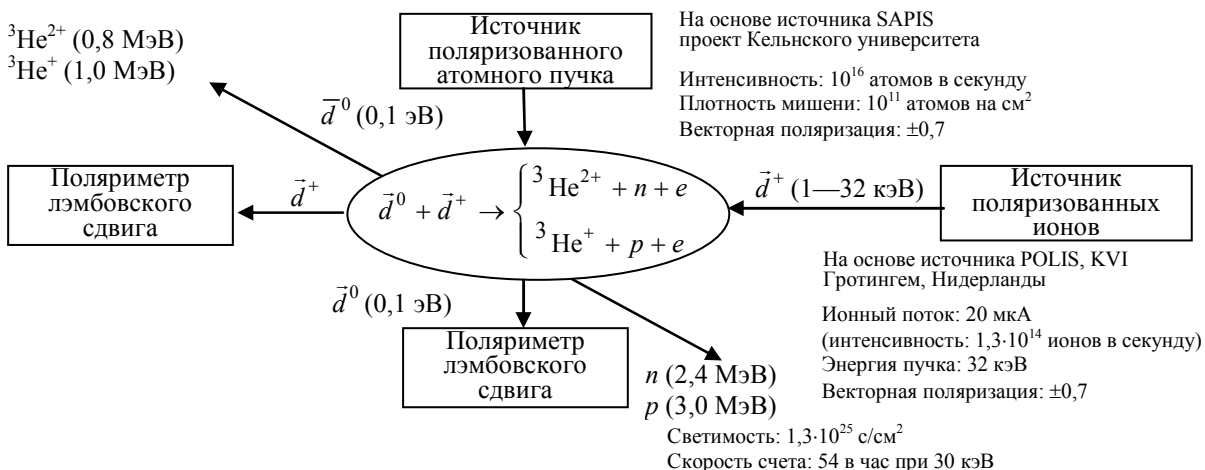 ³He²⁺ (0,8 МэВ)
³He⁺ (1,0 МэВ)
Источник
поляризованного
атомного пучка
На основе источника SAPIS
проект Кельнского университета
Интенсивность: 10¹⁶ атомов в секунду
Плотность мишени: 10¹¹ атомов на см²
Векторная поляризация: ±0,7
d̅⁰ (0,1 эВ)
Поляриметр
лэмбовского
сдвига
d⃗⁺
d⃗⁰ + d⃗⁺ → {
³He²⁺ + n + e
³He⁺ + p + e
d⃗⁺ (1—32 кэВ)
Источник
поляризованных
ионов
На основе источника POLIS, KVI
Гротингем, Нидерланды
Ионный поток: 20 мкА
(интенсивность: 1,3·10¹⁴ ионов в секунду)
Энергия пучка: 32 кэВ
Векторная поляризация: ±0,7
d⃗⁰ (0,1 эВ)
Поляриметр
лэмбовского
сдвига
n (2,4 МэВ)
p (3,0 МэВ)
Светимость: 1,3·10²⁵ с/см²
Скорость счета: 54 в час при 30 кэВ